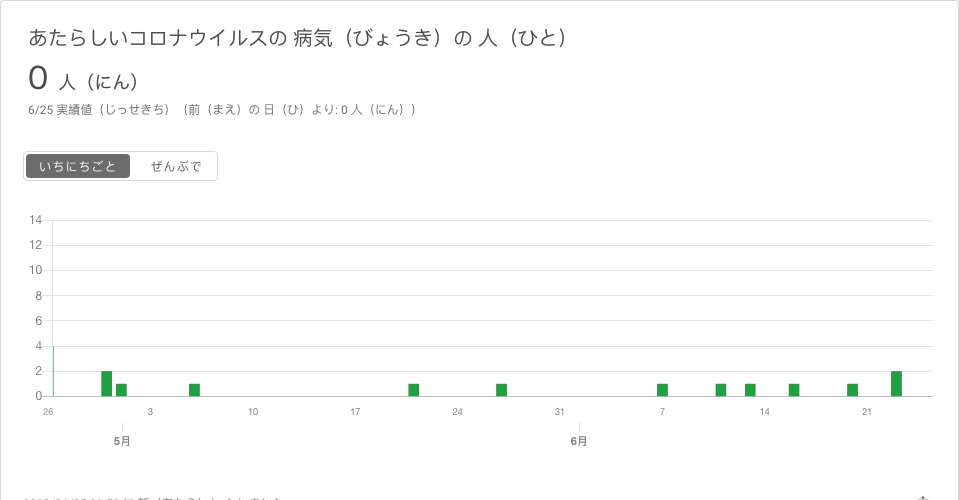 あたらしいコロナウイルスの 病気（びょうき）の 人（ひと）
0 人（にん）
6/25 実績値（じっせきち）（前（まえ）の 日（ひ）より: 0 人（にん））
いちにちごと ぜんぶで
14
12
10
8
6
4
2
0
26 3 10 17 24 31 7 14 21
5月 6月